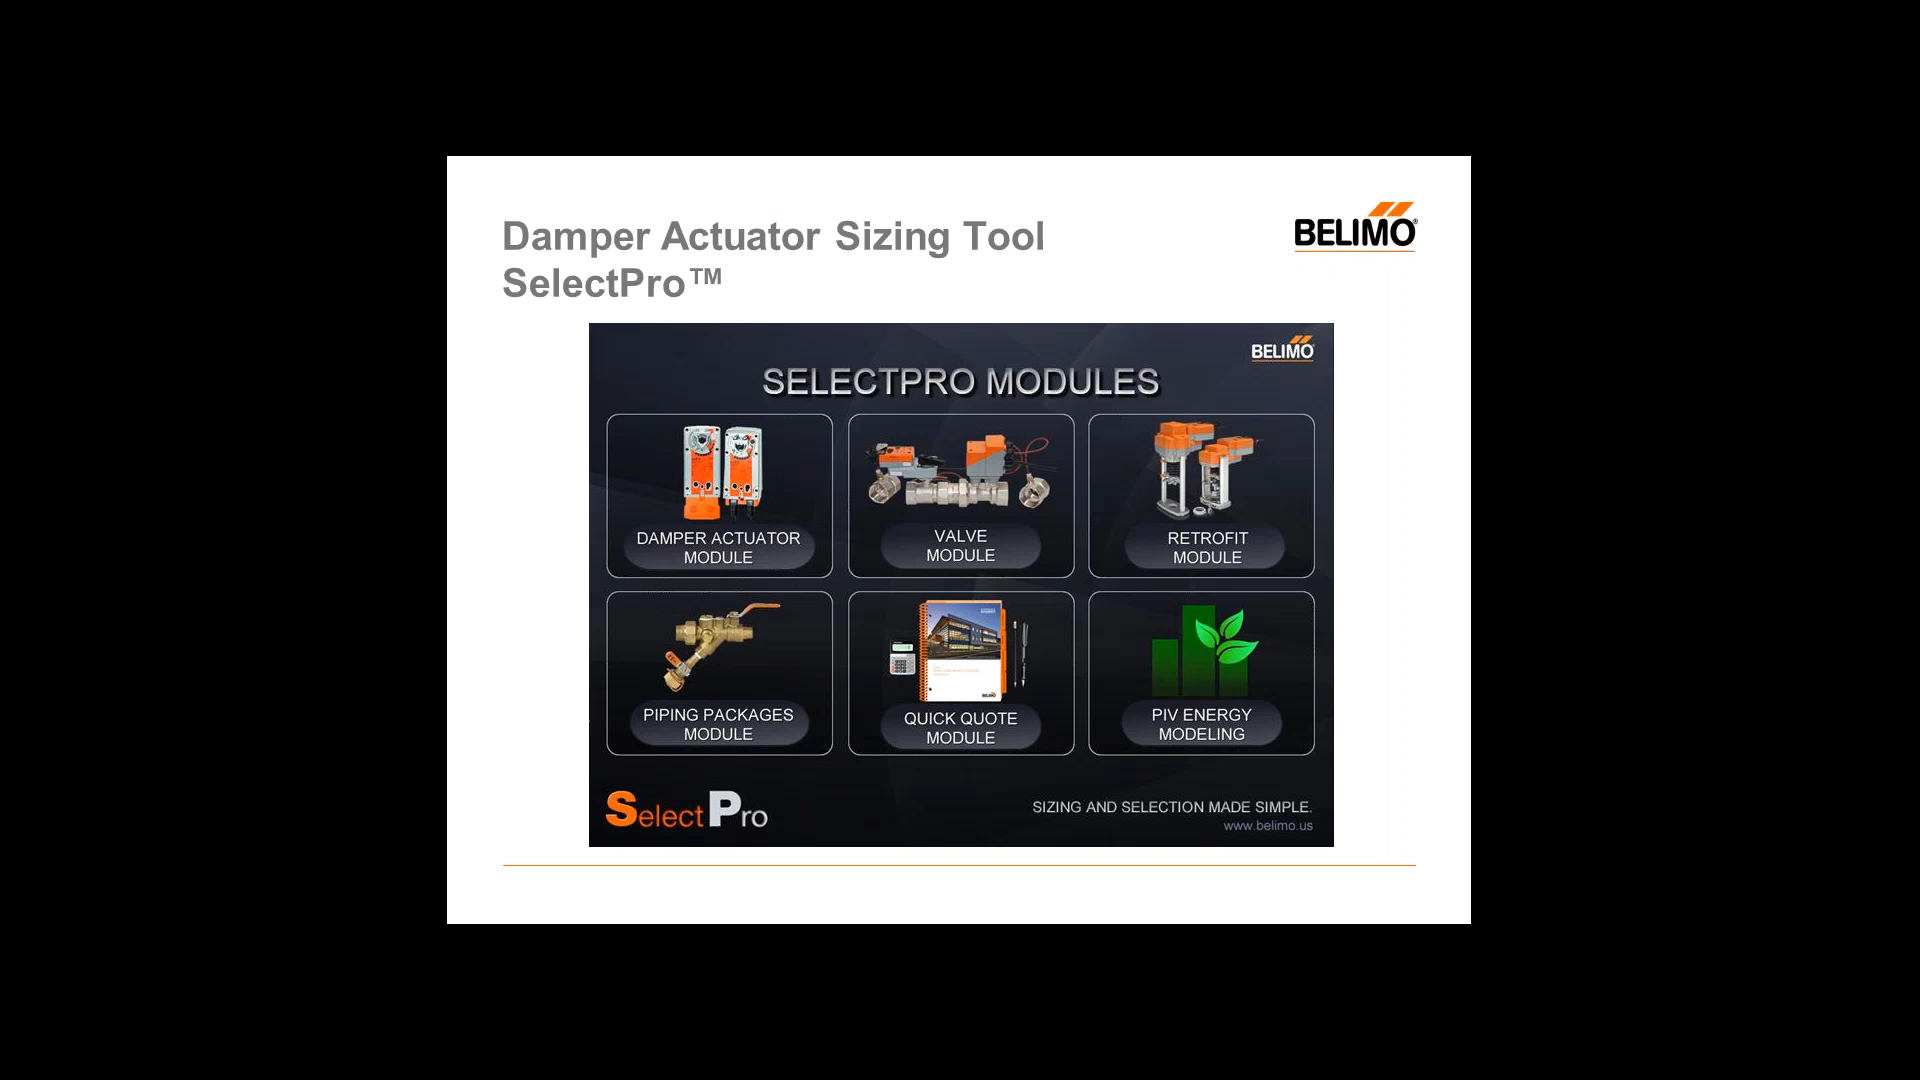 Damper Actuator Sizing Tool
SelectPro™
BELIMO®
BELIMO
SELECTPRO MODULES
DAMPER ACTUATOR
MODULE
VALVE
MODULE
RETROFIT
MODULE
PIPING PACKAGES
MODULE
QUICK QUOTE
MODULE
PIV ENERGY
MODELING
SelectPro
SIZING AND SELECTION MADE SIMPLE.
www.belimo.us